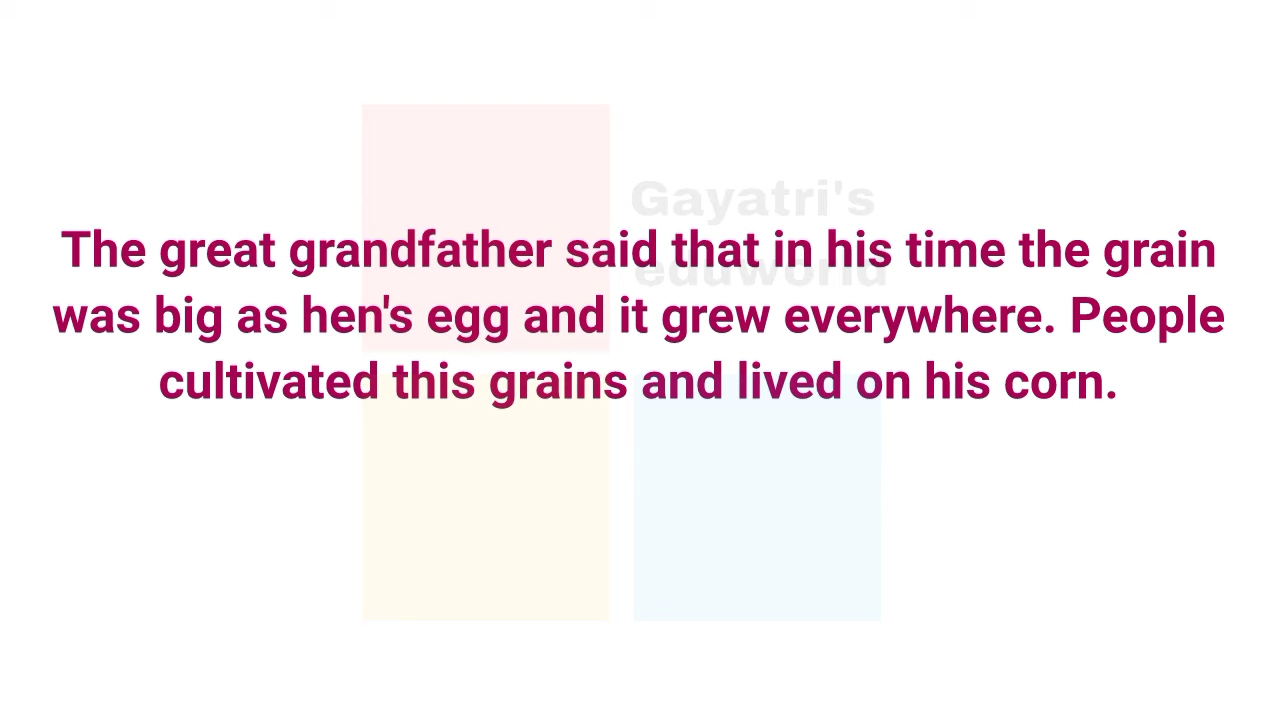 Gayatri's
The great grandfather said that in his time the grain
eduworld
was big as hen's egg and it grew everywhere. People
cultivated this grains and lived on his corn.